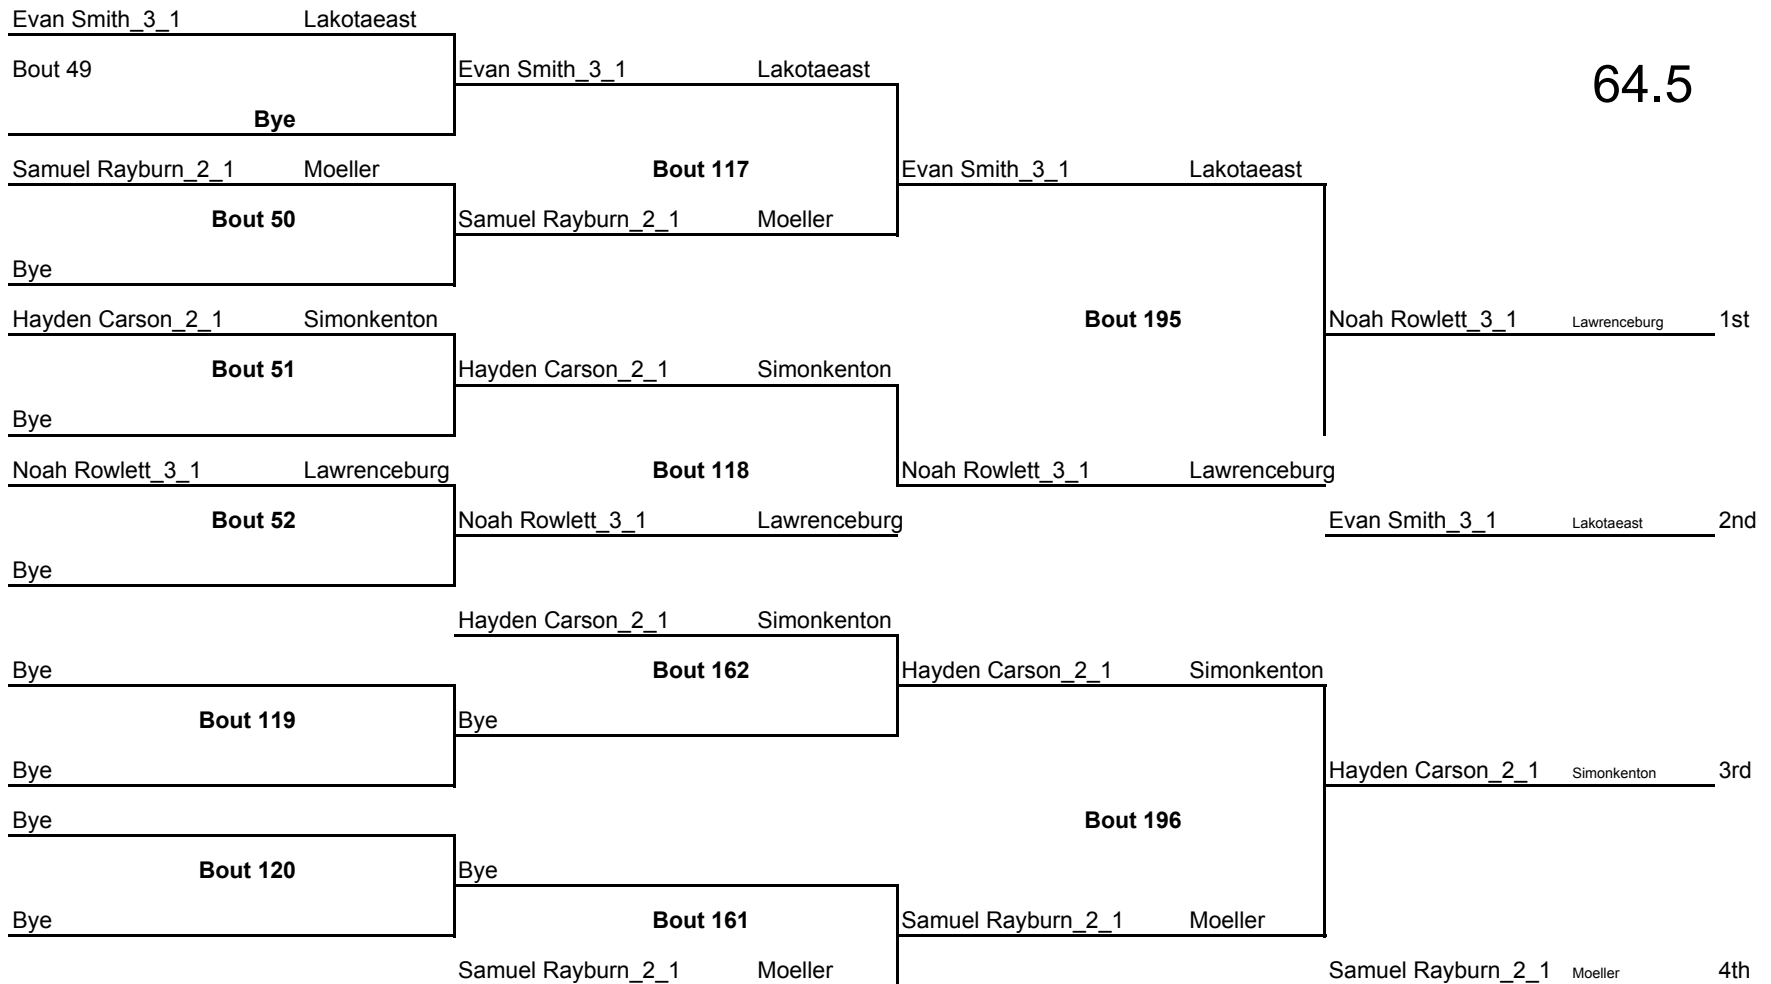 Evan Smith_3_1 Lakotaeast
Bout 49 Evan Smith_3_1 Lakotaeast
64.5
Bye
Samuel Rayburn_2_1 Moeller Bout 117 Evan Smith_3_1 Lakotaeast
Bout 50 Samuel Rayburn_2_1 Moeller
Bye
Hayden Carson_2_1 Simonkenton Bout 195 Noah Rowlett_3_1 Lawrenceburg 1st
Bout 51 Hayden Carson_2_1 Simonkenton
Bye
Noah Rowlett_3_1 Lawrenceburg Bout 118 Noah Rowlett_3_1 Lawrenceburg
Bout 52 Noah Rowlett_3_1 Lawrenceburg Evan Smith_3_1 Lakotaeast 2nd
Bye
Hayden Carson_2_1 Simonkenton
Bye Bout 162 Hayden Carson_2_1 Simonkenton
Bout 119 Bye
Bye Hayden Carson_2_1 Simonkenton 3rd
Bye Bout 196
Bout 120 Bye
Bye Bout 161 Samuel Rayburn_2_1 Moeller
Samuel Rayburn_2_1 Moeller Samuel Rayburn_2_1 Moeller 4th